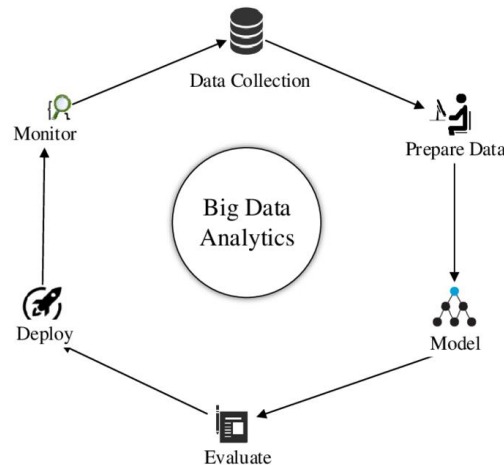 Data Collection
Monitor
Prepare Data
Big Data
Analytics
Deploy
Model
Evaluate